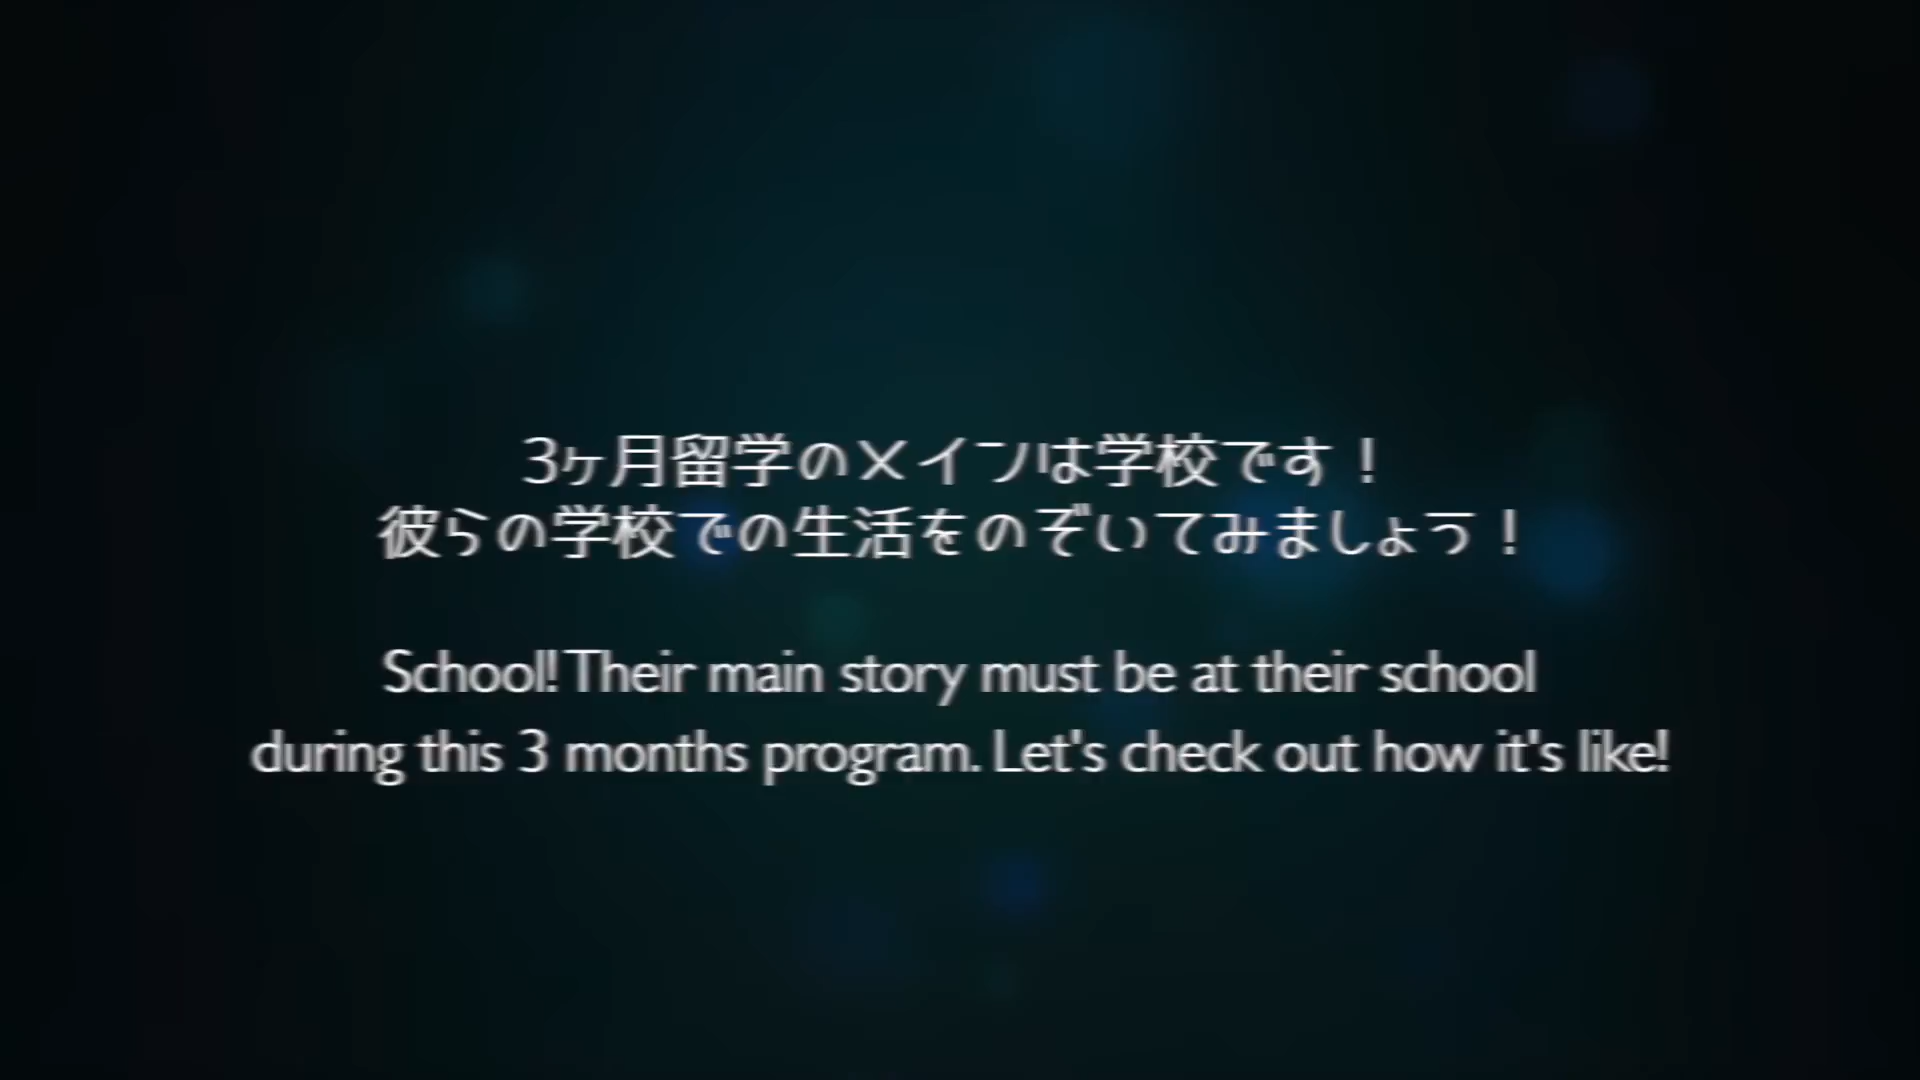 3ヶ月留学のメインは学校です！
彼らの学校での生活をのぞいてみましょう！
School! Their main story must be at their school
during this 3 months program. Let's check out how it's like!